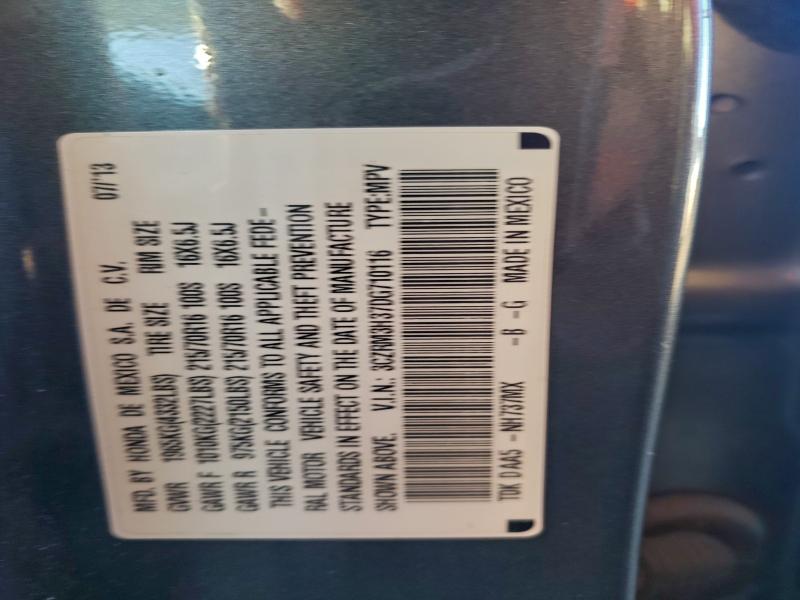 MFD. BY HONDA DE MEXICO S.A. DE C.V. 07/'13
GVWR 1965KG(4332LBS) TIRE SIZE RIM SIZE
GAWR F 1010KG(2227LBS) 215/70R16 100S 16X6.5J
GAWR R 975KG(2150LBS) 215/70R16 100S 16X6.5J
THIS VEHICLE CONFORMS TO ALL APPLICABLE FEDE-
RAL MOTOR VEHICLE SAFETY AND THEFT PREVENTION
STANDARDS IN EFFECT ON THE DATE OF MANUFACTURE
SHOWN ABOVE. V.I.N.: 3CZRM3H37DG710116 TYPE:MPV
TDK D AA5 -NH737MX -B -G MADE IN MEXICO